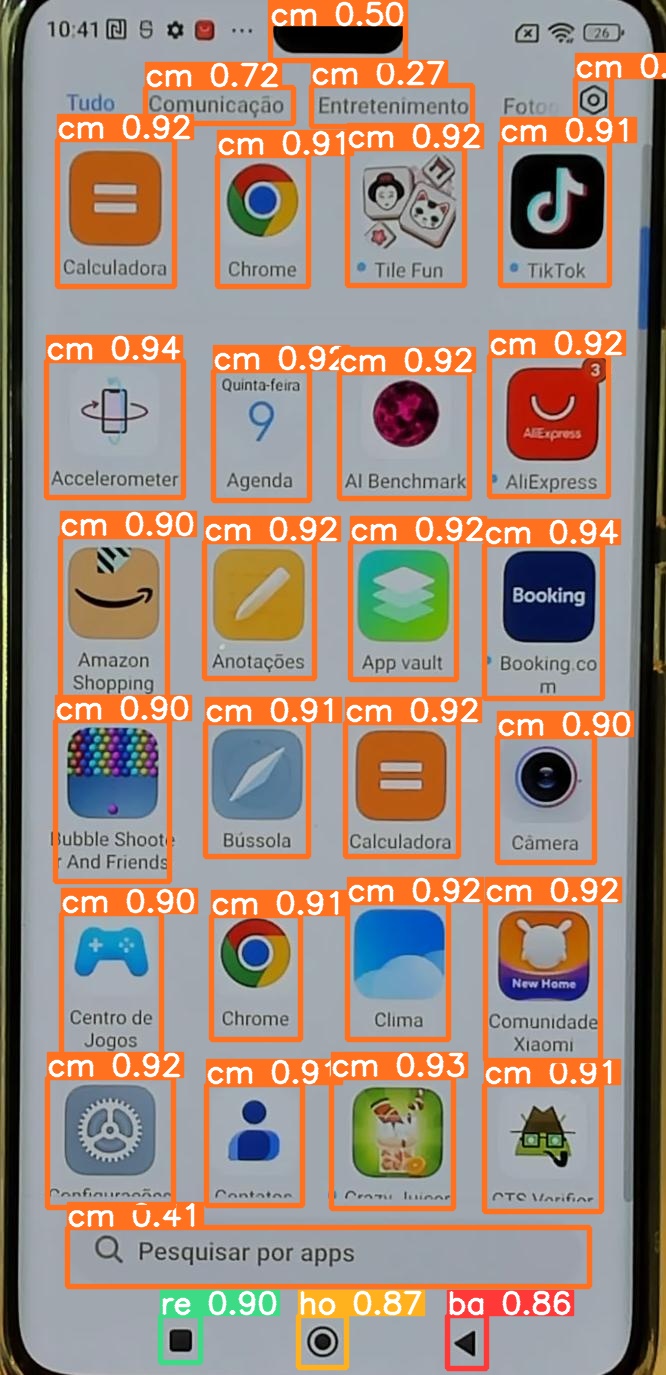 cm 0.50
10:41 26
cm 0.72 cm 0.27 cm 0.
Tudo Comunicação Entretenimento
cm 0.92 cm 0.91 cm 0.92 cm 0.91
Calculadora Chrome Tile Fun TikTok
cm 0.94 cm 0.92 cm 0.92 cm 0.92
Quinta-feira 3
9 AliExpress
Accelerometer Agenda AI Benchmark AliExpress
cm 0.90 cm 0.92 cm 0.92 cm 0.94
Booking
Amazon Anotações App vault Booking.co
Shopping m
cm 0.90 cm 0.91 cm 0.92 cm 0.90
Bubble Shoote Bússola Calculadora Câmera
r And Friends
cm 0.90 cm 0.91 cm 0.92 cm 0.92
New Home
Centro de Chrome Clima Comunidade
Jogos Xiaomi
cm 0.92 cm 0.91 cm 0.93 cm 0.91
Configurações Contatos Crazy Juicer CTS Verifier
cm 0.41
Pesquisar por apps
re 0.90 ho 0.87 ba 0.86